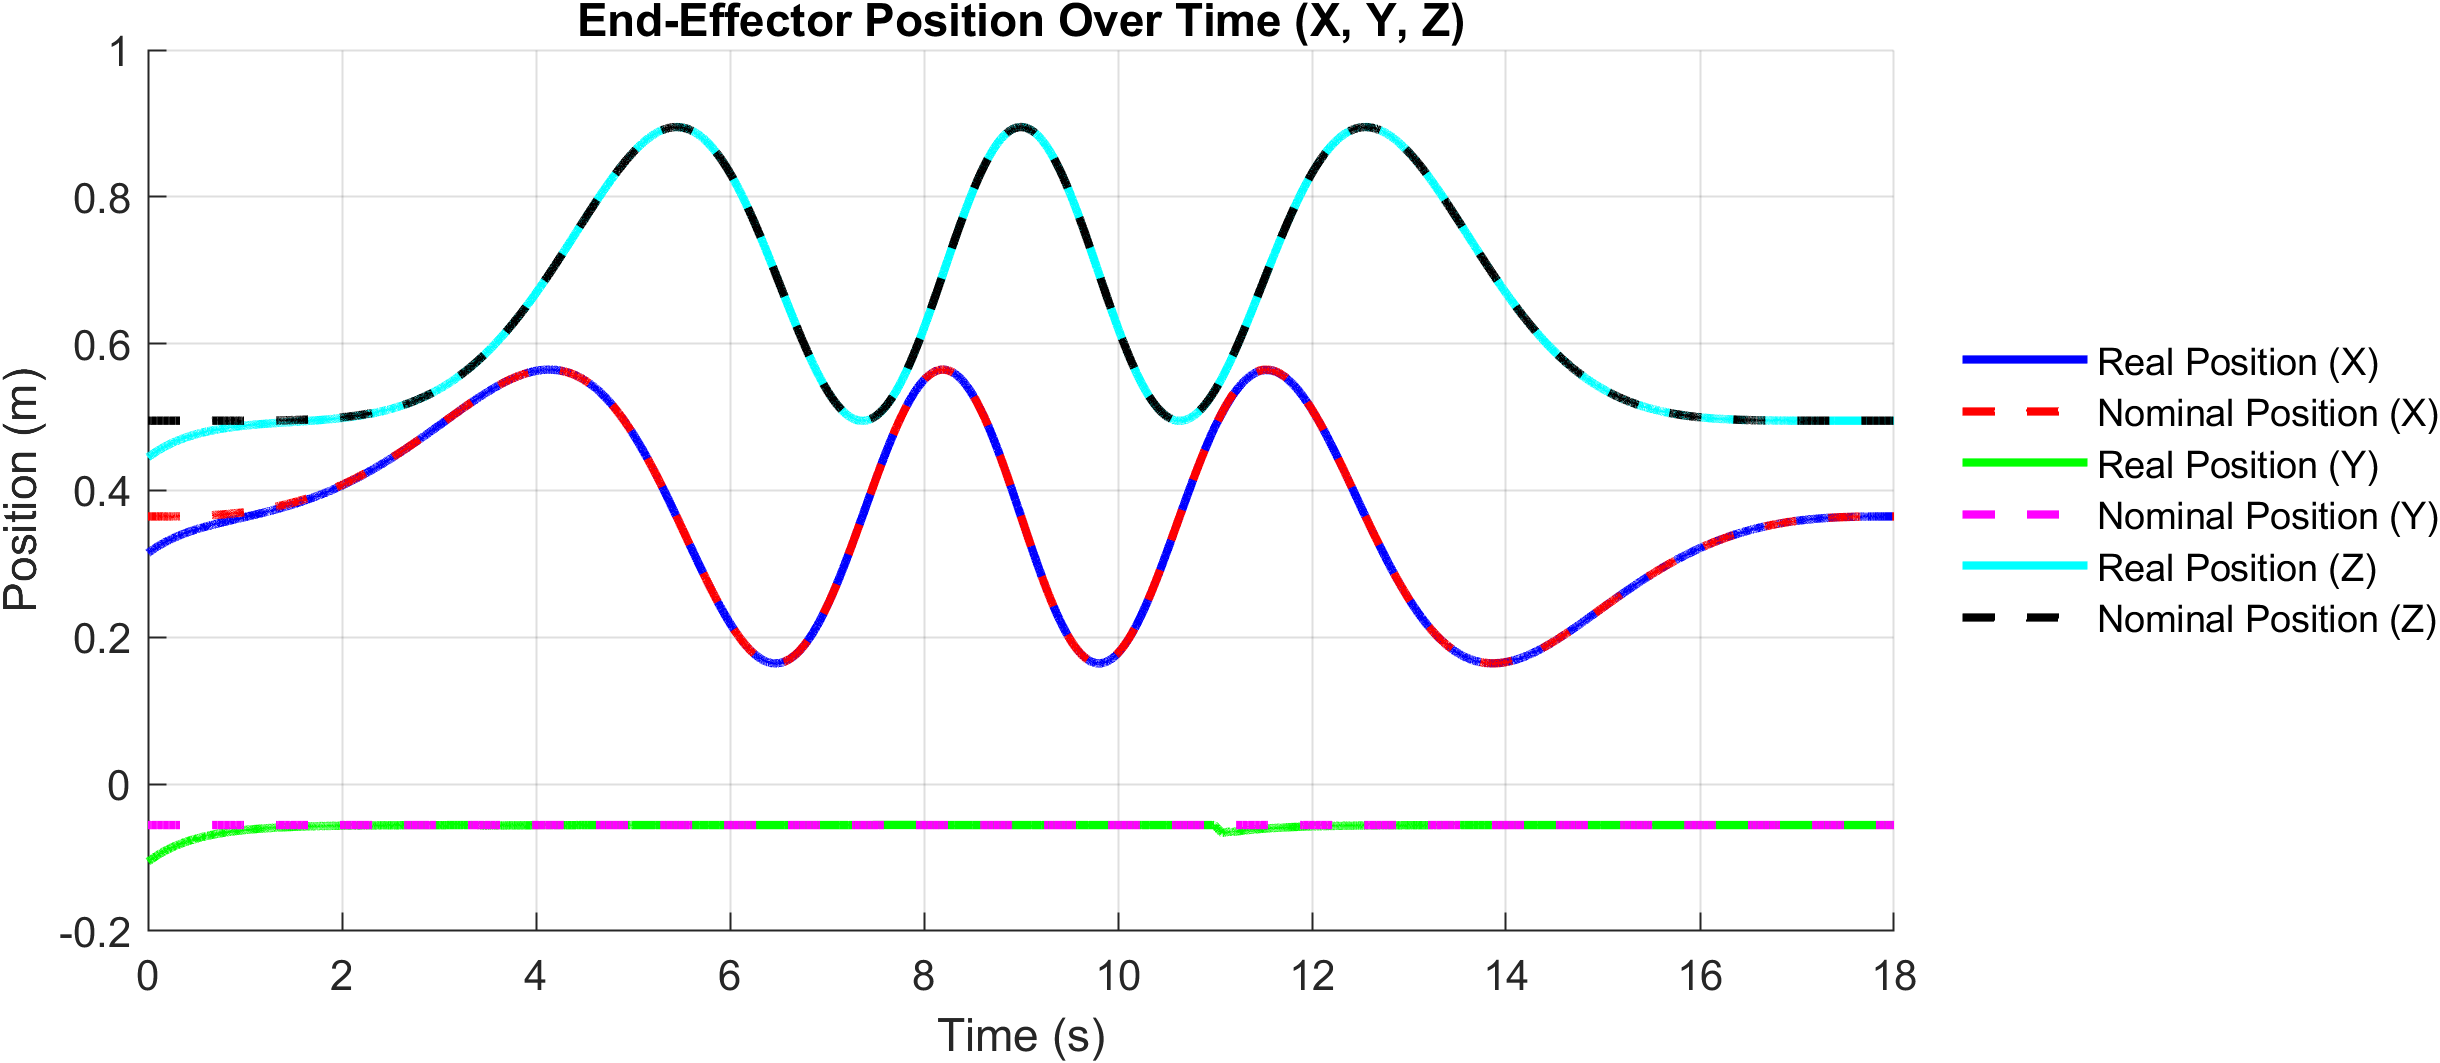 End-Effector Position Over Time (X, Y, Z)
1
0.8
0.6
0.4
0.2
0
-0.2
Position (m)
0 2 4 6 8 10 12 14 16 18
Time (s)
Real Position (X)
Nominal Position (X)
Real Position (Y)
Nominal Position (Y)
Real Position (Z)
Nominal Position (Z)